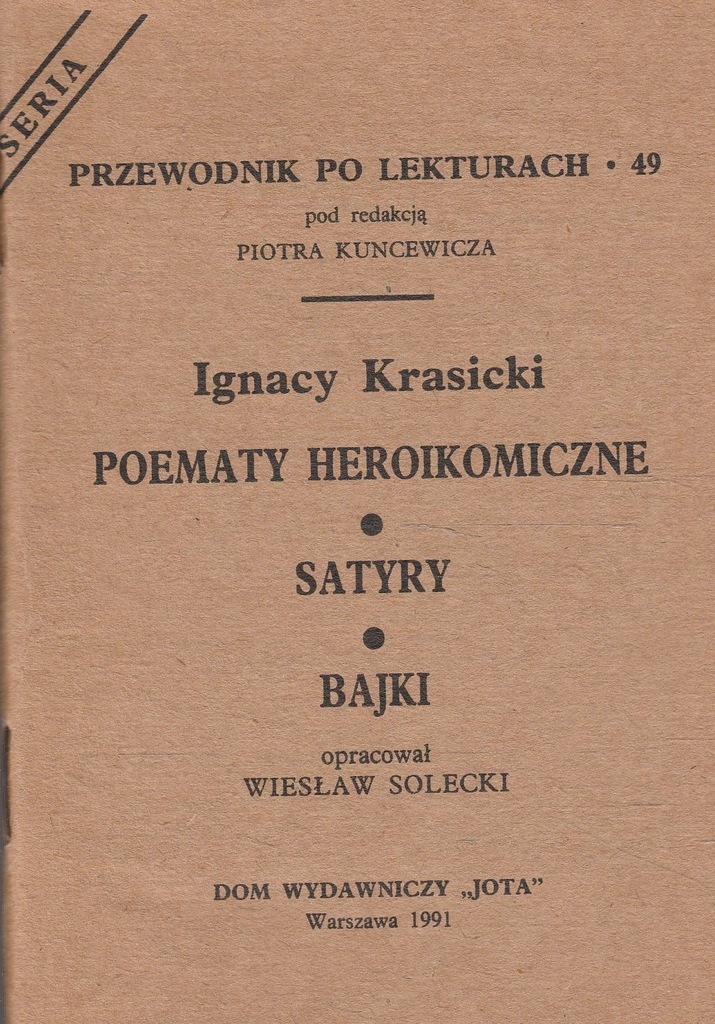 SERIA
PRZEWODNIK PO LEKTURACH • 49
pod redakcją
PIOTRA KUNCEWICZA
Ignacy Krasicki
POEMATY HEROIKOMICZNE
●
SATYRY
●
BAJKI
opracował
WIESŁAW SOLECKI
DOM WYDAWNICZY „JOTA”
Warszawa 1991